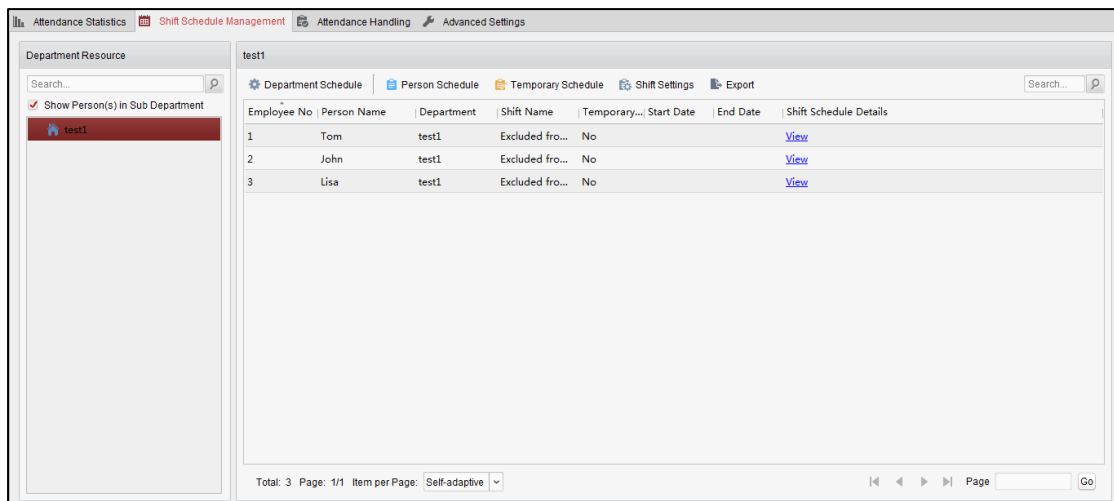 Attendance Statistics Shift Schedule Management Attendance Handling Advanced Settings
Department Resource
Search...
Show Person(s) in Sub Department
test1
test1
Department Schedule Person Schedule Temporary Schedule Shift Settings Export Search...
Employee No Person Name Department Shift Name Temporary... Start Date End Date Shift Schedule Details
1 Tom test1 Excluded fro... No View
2 John test1 Excluded fro... No View
3 Lisa test1 Excluded fro... No View
Total: 3 Page: 1/1 Item per Page: Self-adaptive Page Go